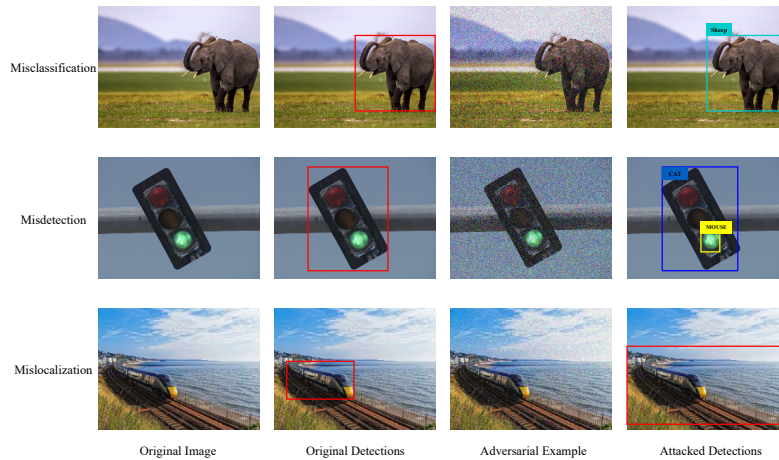 Misclassification
Sheep
Misdetection
CAT
MOUSE
Mislocalization
Original Image
Original Detections
Adversarial Example
Attacked Detections